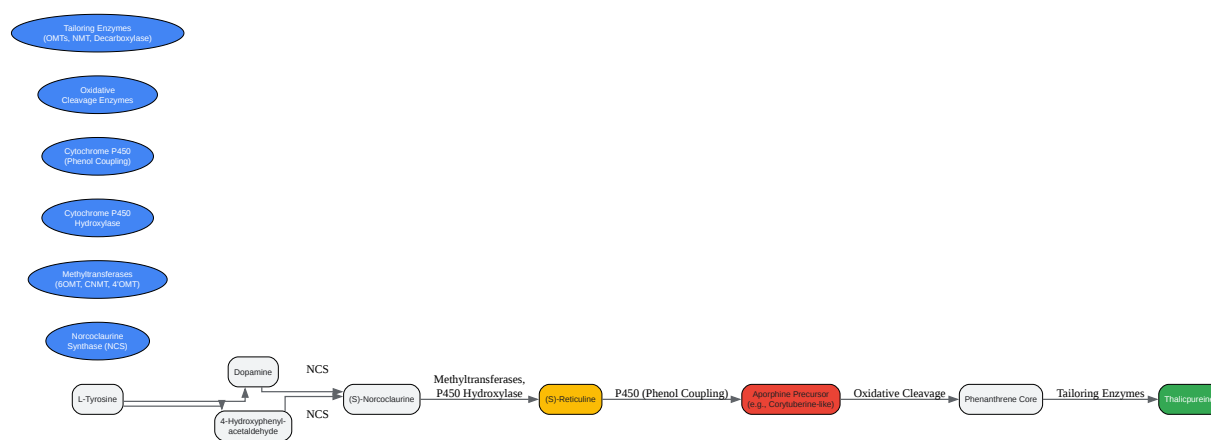 Tailoring Enzymes
(OMTs, NMT, Decarboxylase)
Oxidative
Cleavage Enzymes
Cytochrome P450
(Phenol Coupling)
Cytochrome P450
Hydroxylase
Methyltransferases
(6OMT, CNMT, 4'OMT)
Norcoclaurine
Synthase (NCS)
L-Tyrosine
Dopamine
4-Hydroxyphenyl-
acetaldehyde
NCS
NCS
(S)-Norcoclaurine
Methyltransferases,
P450 Hydroxylase
(S)-Reticuline
P450 (Phenol Coupling)
Aporphine Precursor
(e.g., Corytuberine-like)
Oxidative Cleavage
Phenanthrene Core
Tailoring Enzymes
Thalicpureine